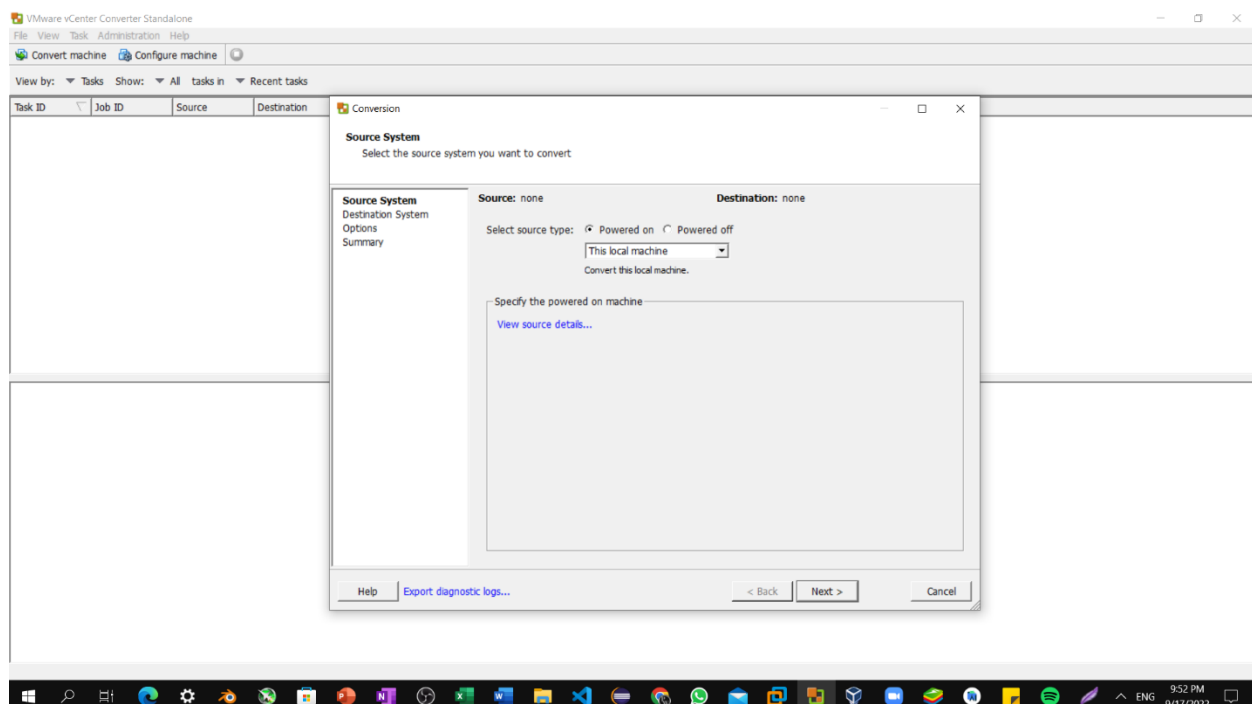 VMware vCenter Converter Standalone
File View Task Administration Help
Convert machine Configure machine
View by: Tasks Show: All tasks in Recent tasks
Task ID Job ID Source Destination
Conversion
Source System
Select the source system you want to convert
Source System
Destination System
Options
Summary
Source: none Destination: none
Select source type: Powered on Powered off
This local machine
Convert this local machine.
Specify the powered on machine
View source details...
Help Export diagnostic logs... < Back Next > Cancel
ENG 9:52 PM
9/17/2022